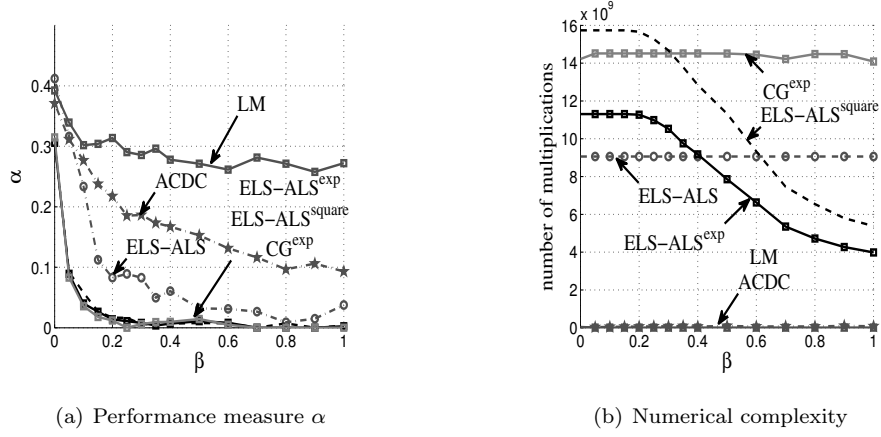 0.4
0.3
0.2
0.1
0
α
0 0.2 0.4 0.6 0.8 1
β
LM
ACDC
ELS−ALS
ELS−ALS^exp
ELS−ALS^square
CG^exp
(a) Performance measure α
x 10^9
16
14
12
10
8
6
4
2
0
number of multiplications
0 0.2 0.4 0.6 0.8 1
β
CG^exp
ELS−ALS^square
ELS−ALS
ELS−ALS^exp
LM
ACDC
(b) Numerical complexity